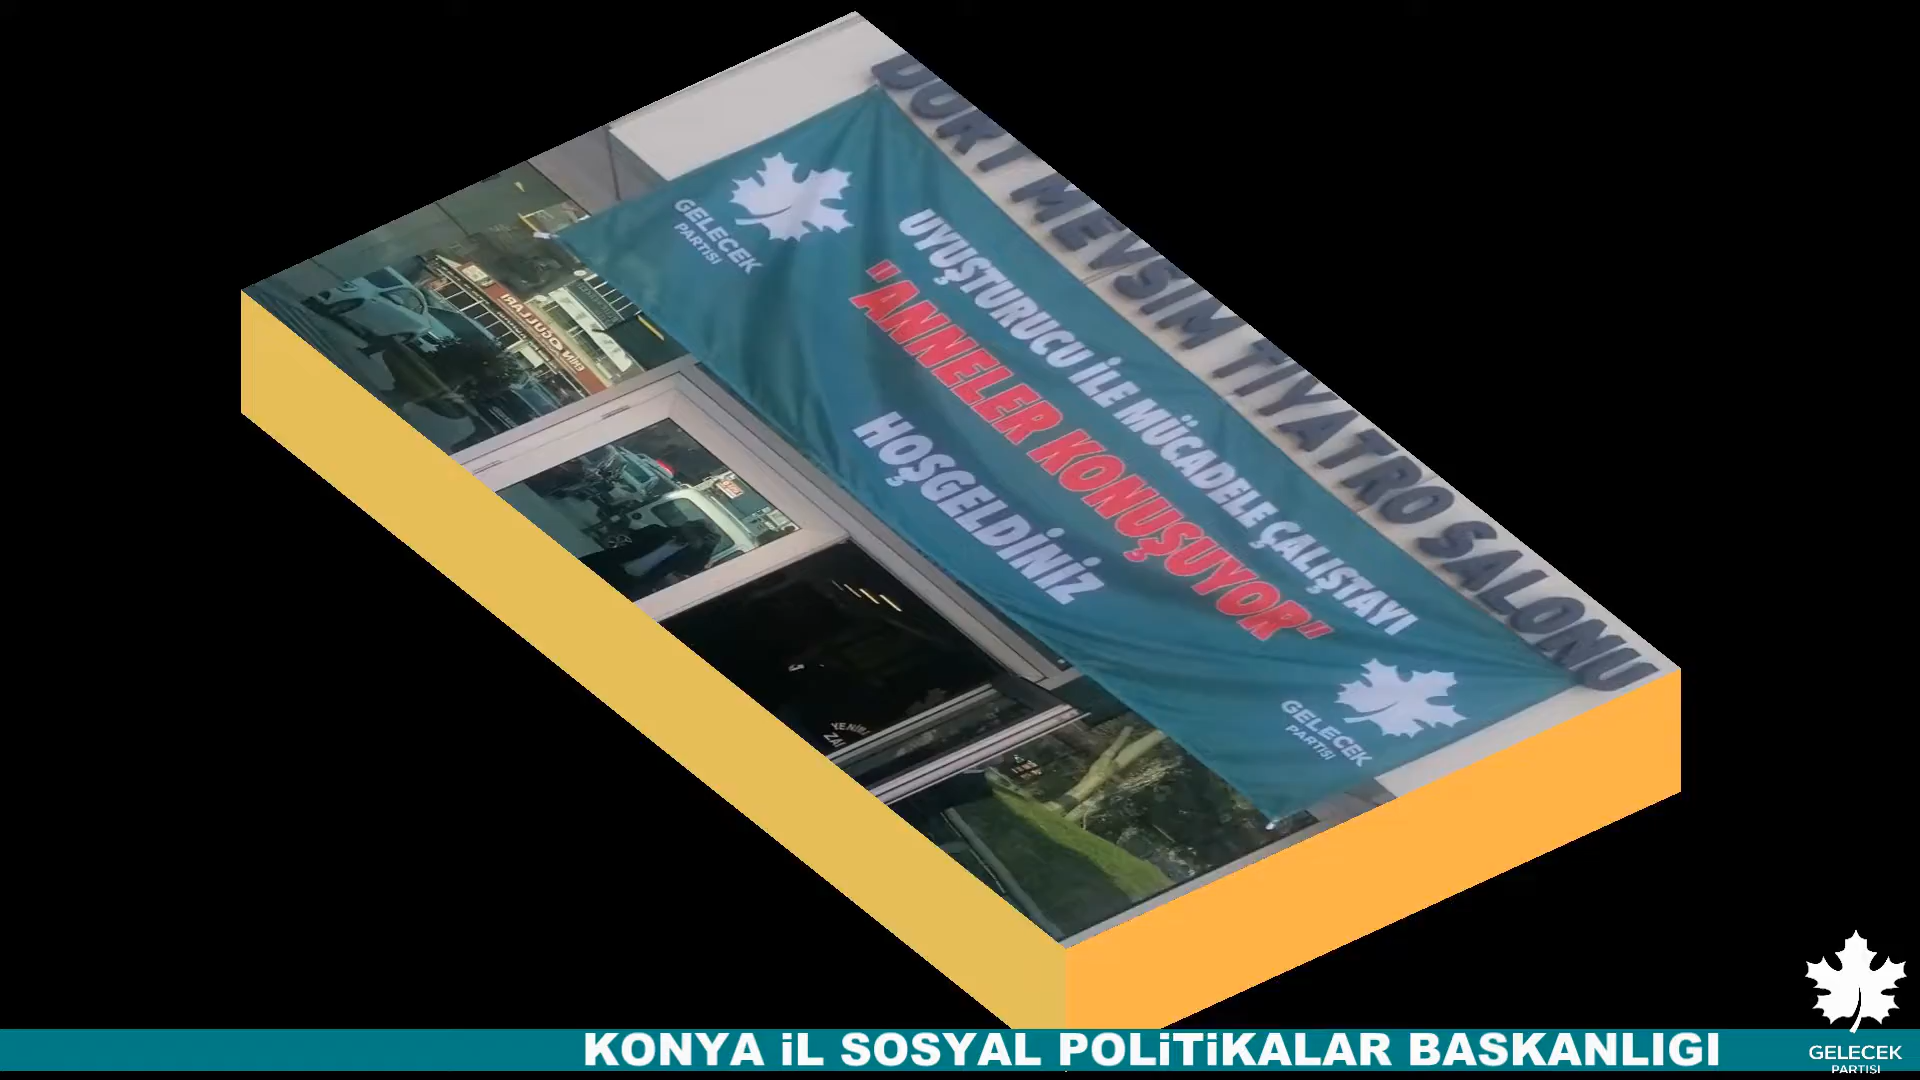 DÖRT MEVSİM TİYATRO SALONU
GELECEK
PARTİSİ
UYUŞTURUCU İLE MÜCADELE ÇALIŞTAYI
"ANNELER KONUŞUYOR"
HOŞGELDİNİZ
GELECEK
PARTİSİ
KONYA iL SOSYAL POLiTiKALAR BASKANLIGI
GELECEK
PARTISI